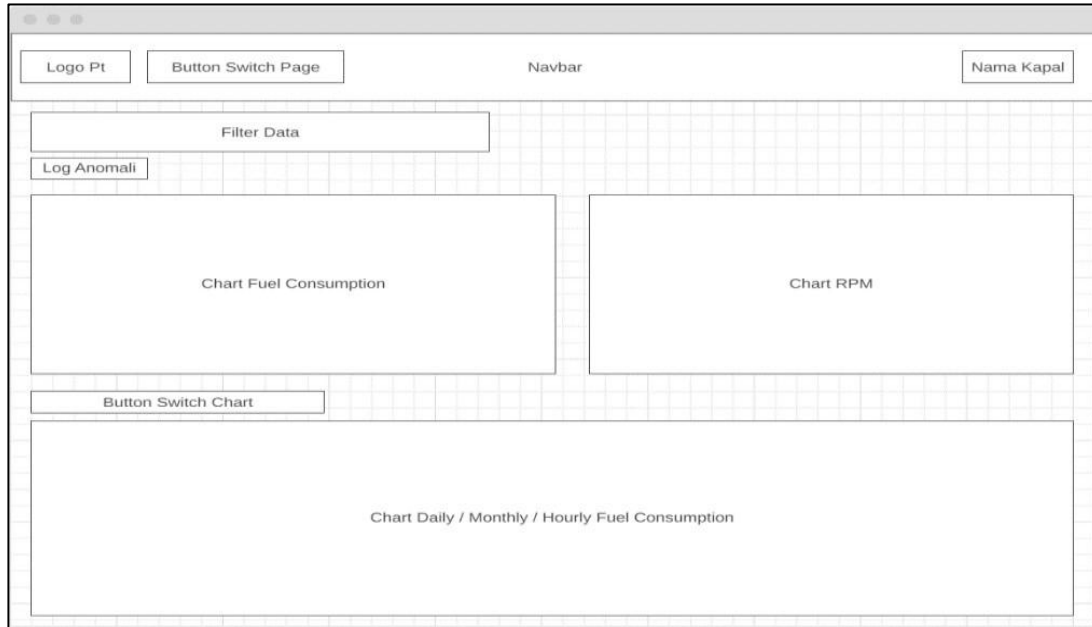 Logo Pt
Button Switch Page
Navbar
Nama Kapal
Filter Data
Log Anomali
Chart Fuel Consumption
Chart RPM
Button Switch Chart
Chart Daily / Monthly / Hourly Fuel Consumption